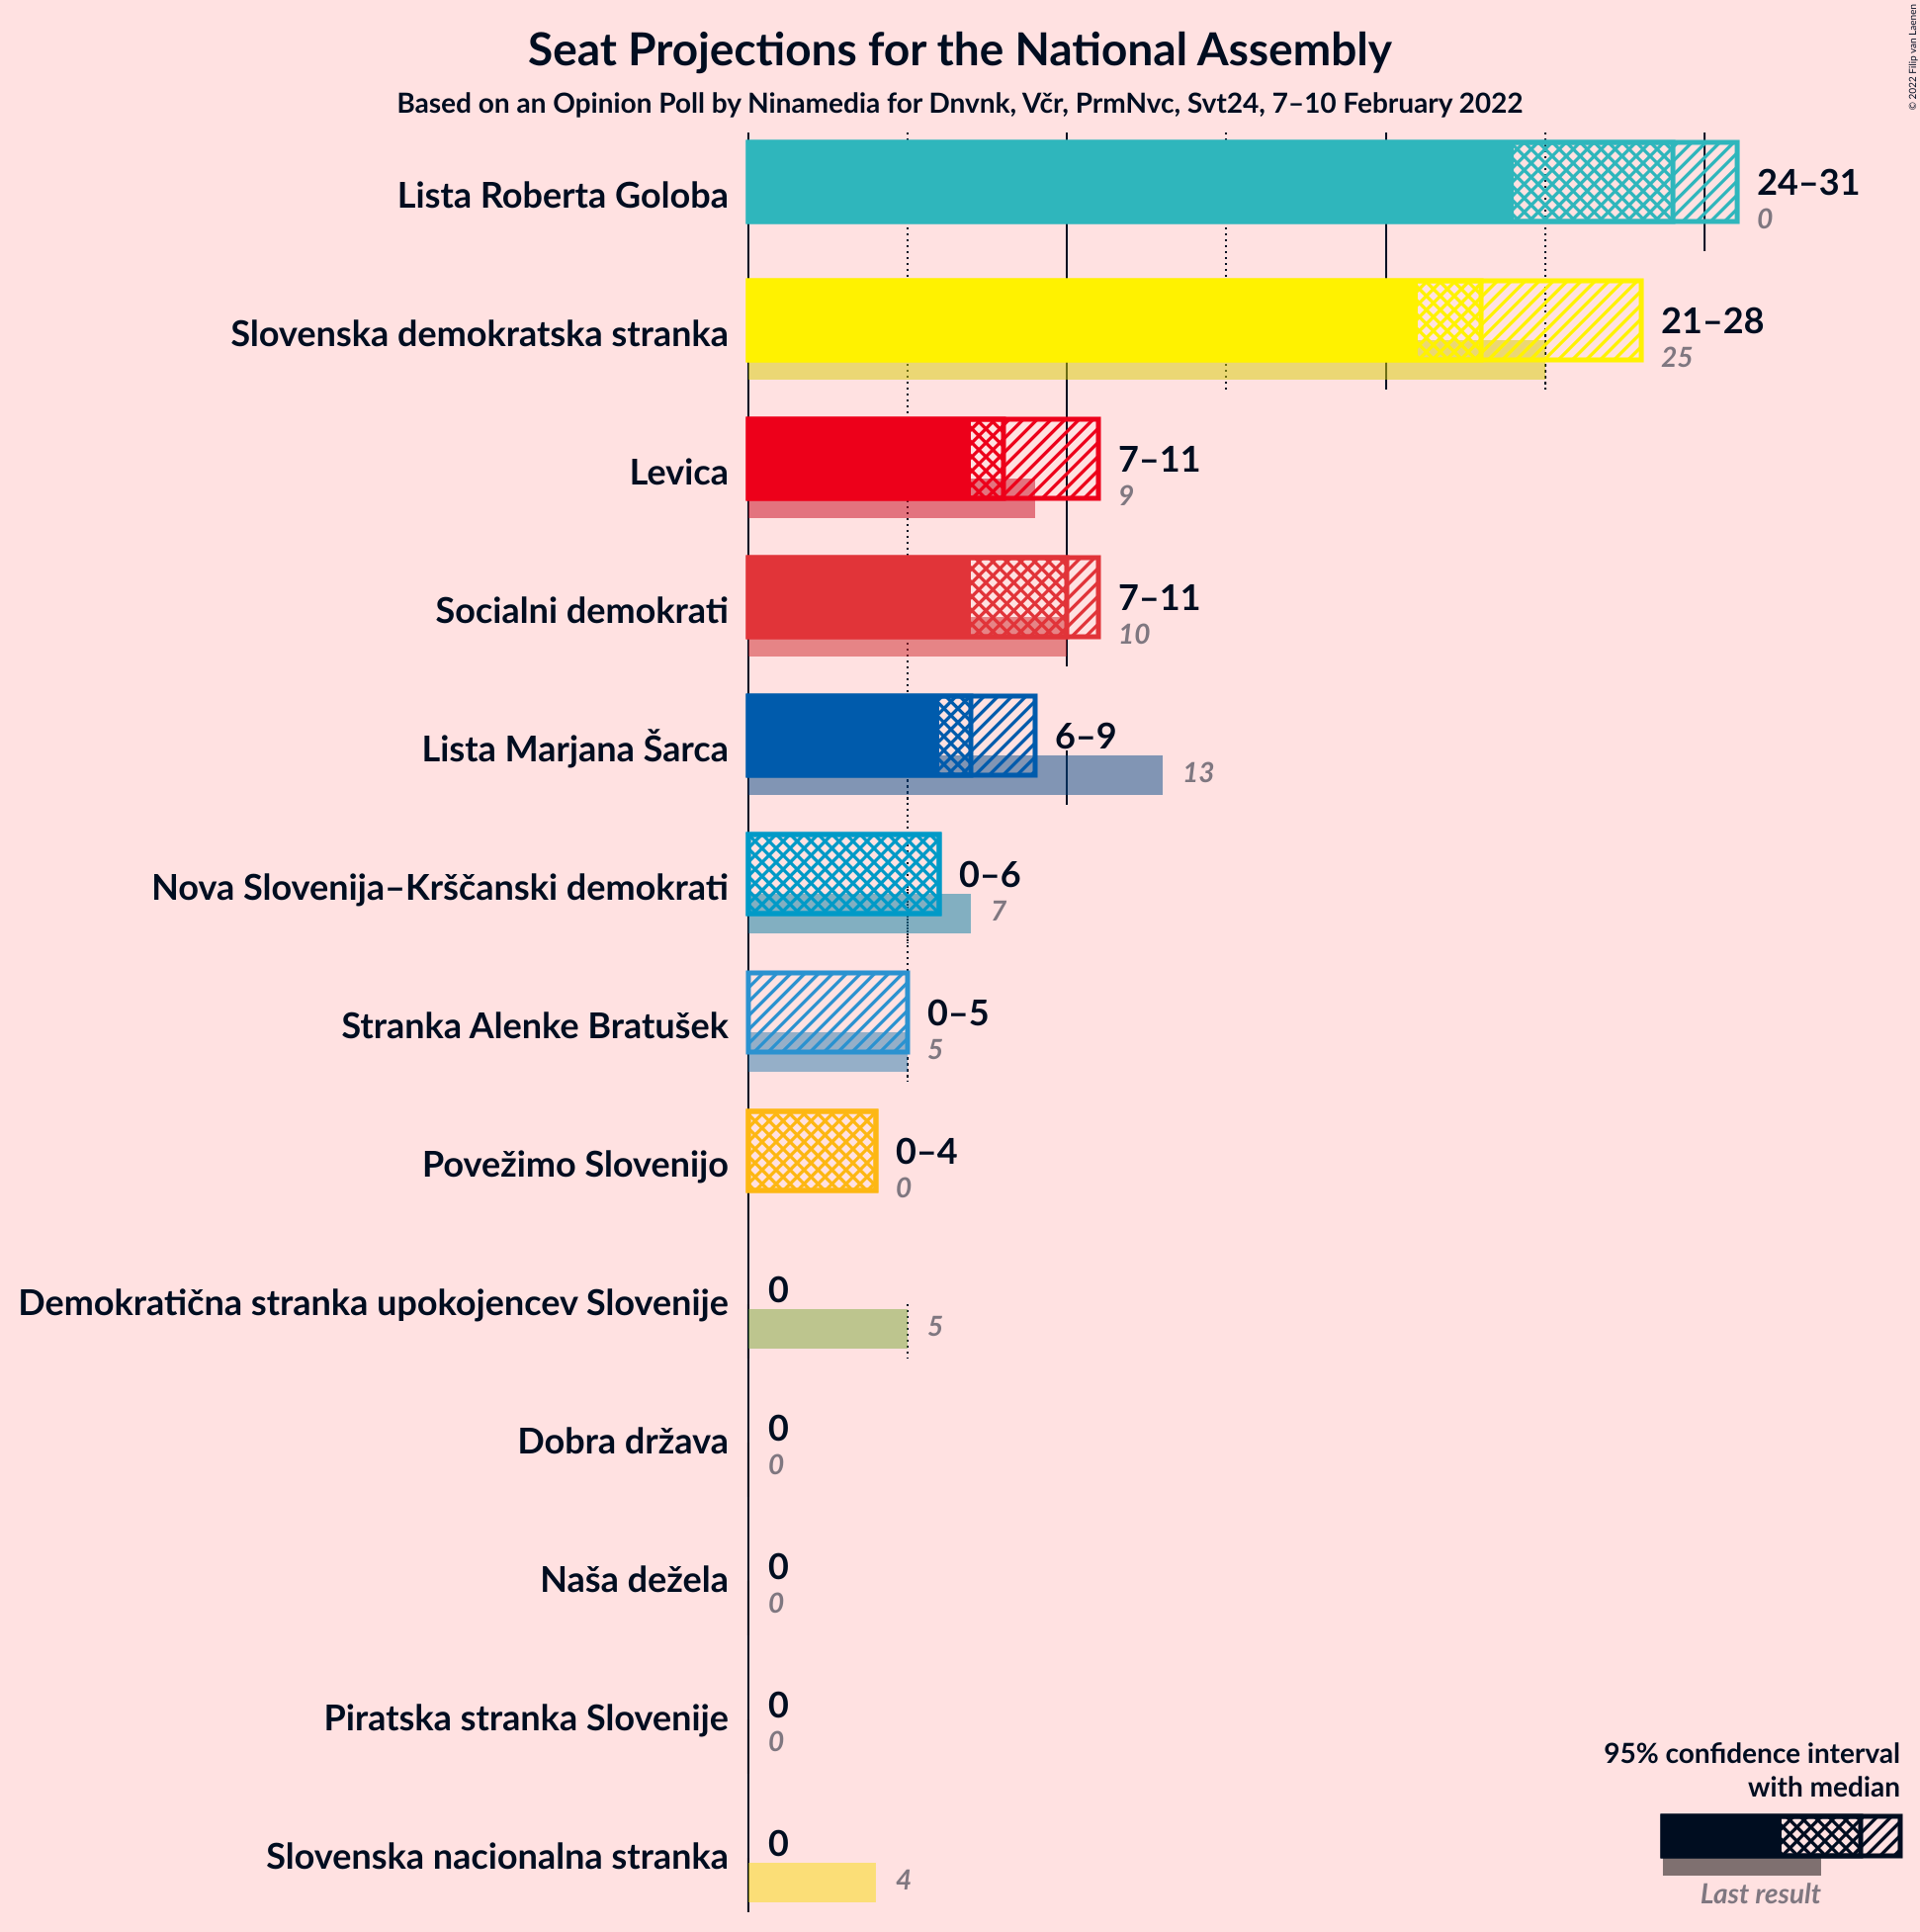 Seat Projections for the National Assembly
Based on an Opinion Poll by Ninamedia for Dnvnk, Včr, PrmNvc, Svt24, 7–10 February 2022
© 2022 Filip van Laenen
Lista Roberta Goloba
24–31
0
Slovenska demokratska stranka
21–28
25
Levica
7–11
9
Socialni demokrati
7–11
10
Lista Marjana Šarca
6–9
13
Nova Slovenija–Krščanski demokrati
0–6
7
Stranka Alenke Bratušek
0–5
5
Povežimo Slovenijo
0–4
0
Demokratična stranka upokojencev Slovenije
0
5
Dobra država
0
0
Naša dežela
0
0
Piratska stranka Slovenije
0
0
Slovenska nacionalna stranka
0
4
95% confidence interval
with median
Last result